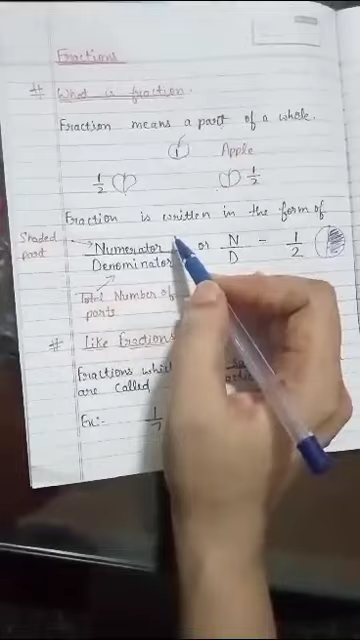 Fractions
# What is fraction.
Fraction means a part of a whole.
1 Apple
1/2 1/2
Fraction is written in the form of
Shaded part
Numerator or N - 1
Denominator D 2
Total Number of
parts
# Like Fractions
Fractions which
are called
Ex:- 1